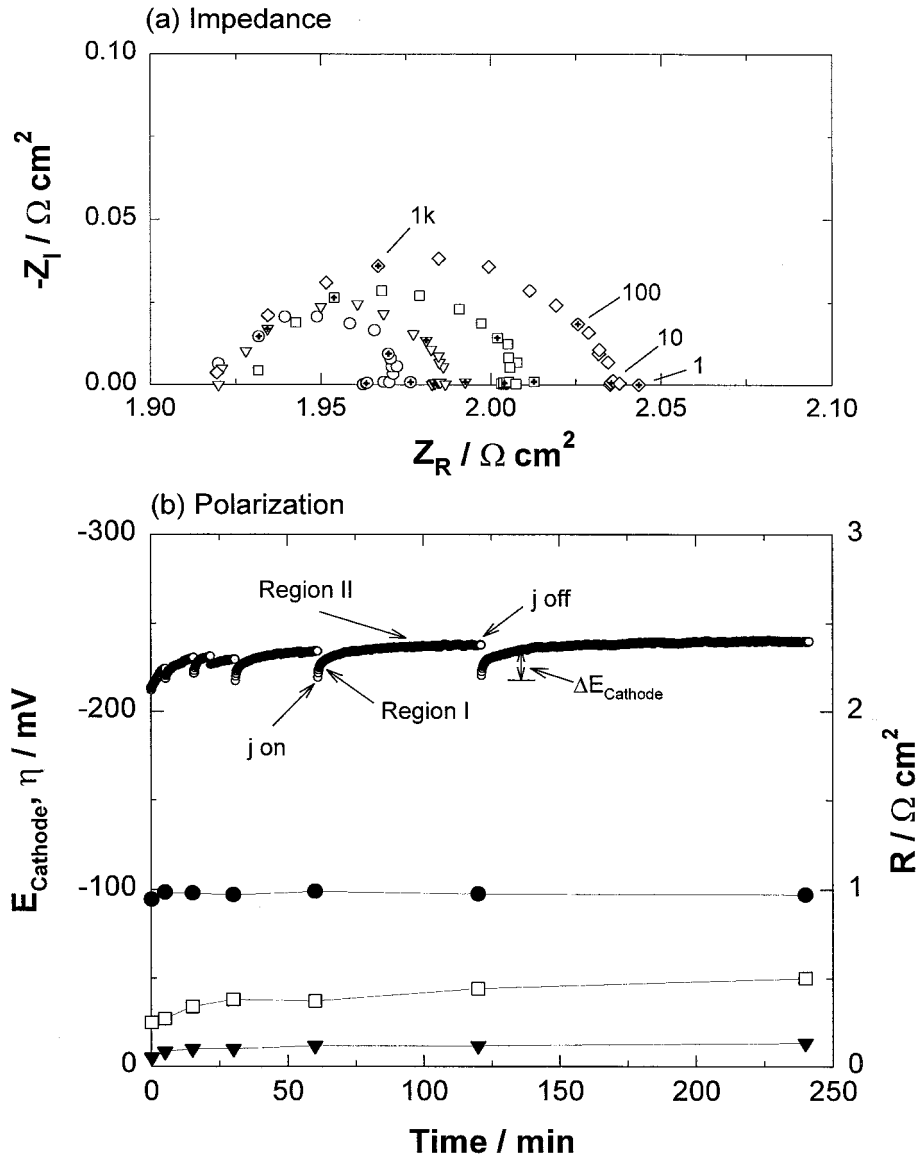 (a) Impedance
0.10
0.05
0.00
-Z_I / Ω cm²
1k
100
10
1
1.90 1.95 2.00 2.05 2.10
Z_R / Ω cm²
(b) Polarization
-300
-200
-100
0
E_Cathode, η / mV
3
2
1
0
R / Ω cm²
Region II
j off
j on
Region I
ΔE_Cathode
0 50 100 150 200 250
Time / min